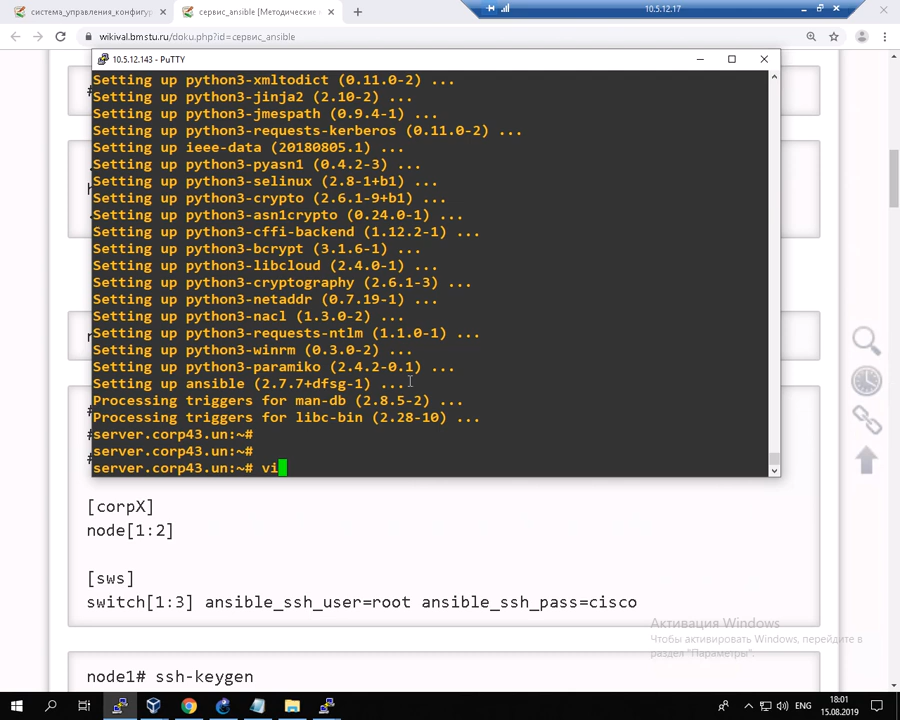 система_управления_конфигур
сервис_ansible [Методические
10.5.12.17
wikival.bmstu.ru/doku.php?id=сервис_ansible
10.5.12.143 - PuTTY
Setting up python3-xmltodict (0.11.0-2) ...
Setting up python3-jinja2 (2.10-2) ...
Setting up python3-jmespath (0.9.4-1) ...
Setting up python3-requests-kerberos (0.11.0-2) ...
Setting up ieee-data (20180805.1) ...
Setting up python3-pyasn1 (0.4.2-3) ...
Setting up python3-selinux (2.8-1+b1) ...
Setting up python3-crypto (2.6.1-9+b1) ...
Setting up python3-asn1crypto (0.24.0-1) ...
Setting up python3-cffi-backend (1.12.2-1) ...
Setting up python3-bcrypt (3.1.6-1) ...
Setting up python3-libcloud (2.4.0-1) ...
Setting up python3-cryptography (2.6.1-3) ...
Setting up python3-netaddr (0.7.19-1) ...
Setting up python3-nacl (1.3.0-2) ...
Setting up python3-requests-ntlm (1.1.0-1) ...
Setting up python3-winrm (0.3.0-2) ...
Setting up python3-paramiko (2.4.2-0.1) ...
Setting up ansible (2.7.7+dfsg-1) ...
Processing triggers for man-db (2.8.5-2) ...
Processing triggers for libc-bin (2.28-10) ...
server.corp43.un:~#
server.corp43.un:~#
server.corp43.un:~# vi
[corpX]
node[1:2]
[sws]
switch[1:3] ansible_ssh_user=root ansible_ssh_pass=cisco
Активация Windows
Чтобы активировать Windows, перейдите в
раздел "Параметры".
node1# ssh-keygen
ENG
18:01
15.08.2019